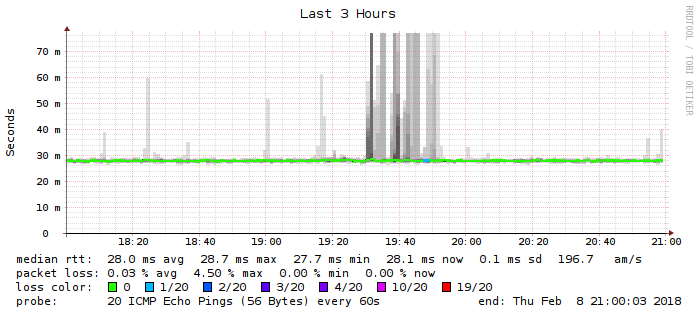 Last 3 Hours
RRDTOOL / TOBI OETIKER
Seconds
70 m
60 m
50 m
40 m
30 m
20 m
10 m
0
18:20 18:40 19:00 19:20 19:40 20:00 20:20 20:40 21:00
median rtt: 28.0 ms avg 28.7 ms max 27.7 ms min 28.1 ms now 0.1 ms sd 196.7 am/s
packet loss: 0.03 % avg 4.50 % max 0.00 % min 0.00 % now
loss color: 0 1/20 2/20 3/20 4/20 10/20 19/20
probe: 20 ICMP Echo Pings (56 Bytes) every 60s end: Thu Feb 8 21:00:03 2018